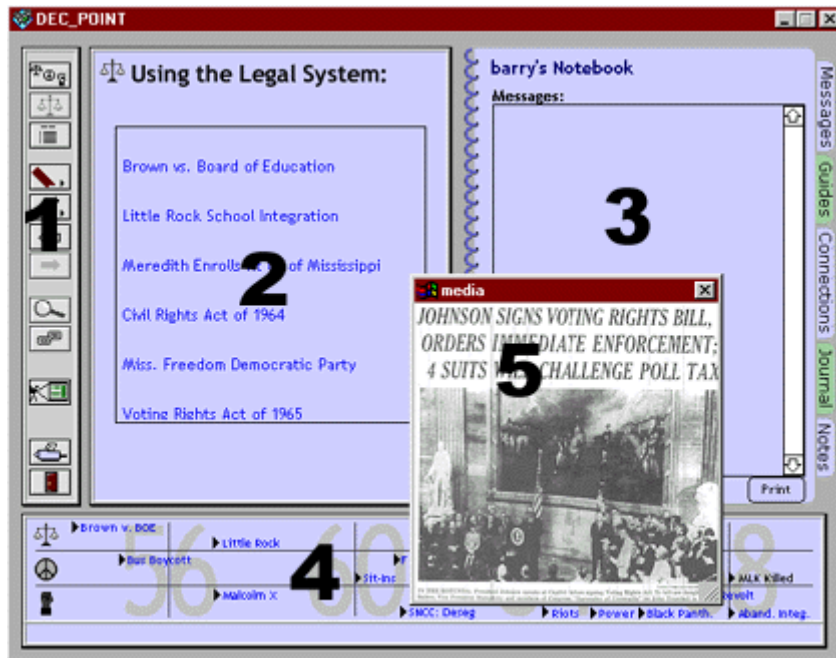 DEC_POINT
Using the Legal System:
Brown vs. Board of Education
Little Rock School Integration
Meredith Enrolls of Mississippi
Civil Rights Act of 1964
Miss. Freedom Democratic Party
Voting Rights Act of 1965
barry's Notebook
Messages:
Print
Messages
Guides
Connections
Journal
Notes
media
JOHNSON SIGNS VOTING RIGHTS BILL,
ORDERS IMMEDIATE ENFORCEMENT;
4 SUITS WILL CHALLENGE POLL TAX
1
2
3
4
5
56
60
8
Brown v. BOE
Little Rock
Bus Boycott
Sit-Ins
MLK Killed
Malcolm X
SNCC: Deseg
Riots
Power
Black Panth.
Aband. Integ.